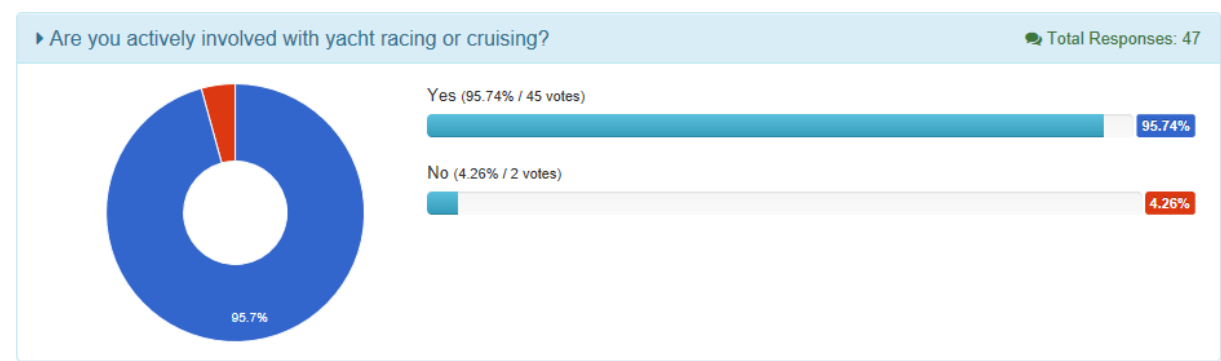 Are you actively involved with yacht racing or cruising?
Total Responses: 47
Yes (95.74% / 45 votes)
95.74%
No (4.26% / 2 votes)
4.26%
95.7%